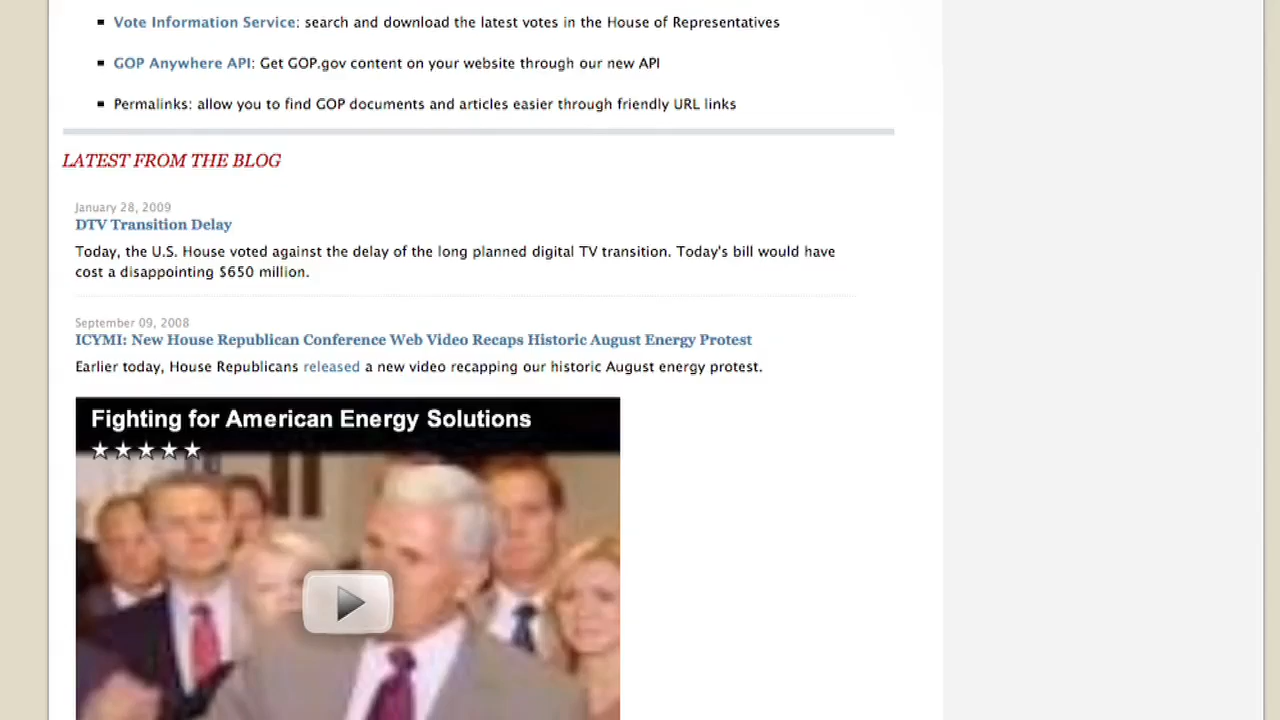 Vote Information Service: search and download the latest votes in the House of Representatives
GOP Anywhere API: Get GOP.gov content on your website through our new API
Permalinks: allow you to find GOP documents and articles easier through friendly URL links
LATEST FROM THE BLOG
January 28, 2009
DTV Transition Delay
Today, the U.S. House voted against the delay of the long planned digital TV transition. Today's bill would have
cost a disappointing $650 million.
September 09, 2008
ICYMI: New House Republican Conference Web Video Recaps Historic August Energy Protest
Earlier today, House Republicans released a new video recapping our historic August energy protest.
Fighting for American Energy Solutions